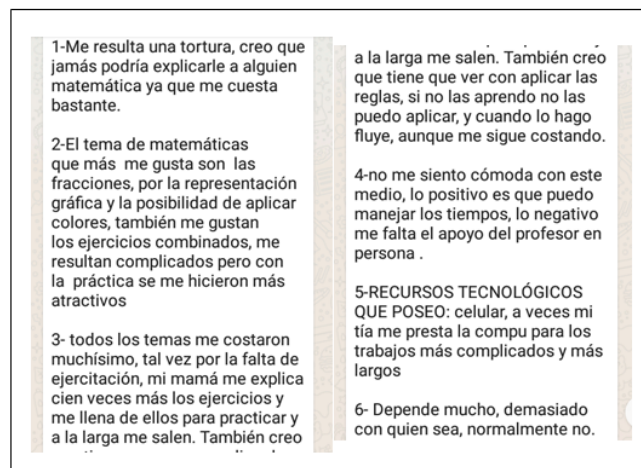 1-Me resulta una tortura, creo que
jamás podría explicarle a alguien
matemática ya que me cuesta
bastante.
2-El tema de matemáticas
que más me gusta son las
fracciones, por la representación
gráfica y la posibilidad de aplicar
colores, también me gustan
los ejercicios combinados, me
resultan complicados pero con
la práctica se me hicieron más
atractivos
3- todos los temas me costaron
muchísimo, tal vez por la falta de
ejercitación, mi mamá me explica
cien veces más los ejercicios y
me llena de ellos para practicar y
a la larga me salen. También creo
a la larga me salen. También creo
que tiene que ver con aplicar las
reglas, si no las aprendo no las
puedo aplicar, y cuando lo hago
fluye, aunque me sigue costando.
4-no me siento cómoda con este
medio, lo positivo es que puedo
manejar los tiempos, lo negativo
me falta el apoyo del profesor en
persona .
5-RECURSOS TECNOLÓGICOS
QUE POSEO: celular, a veces mi
tía me presta la compu para los
trabajos más complicados y más
largos
6- Depende mucho, demasiado
con quien sea, normalmente no.